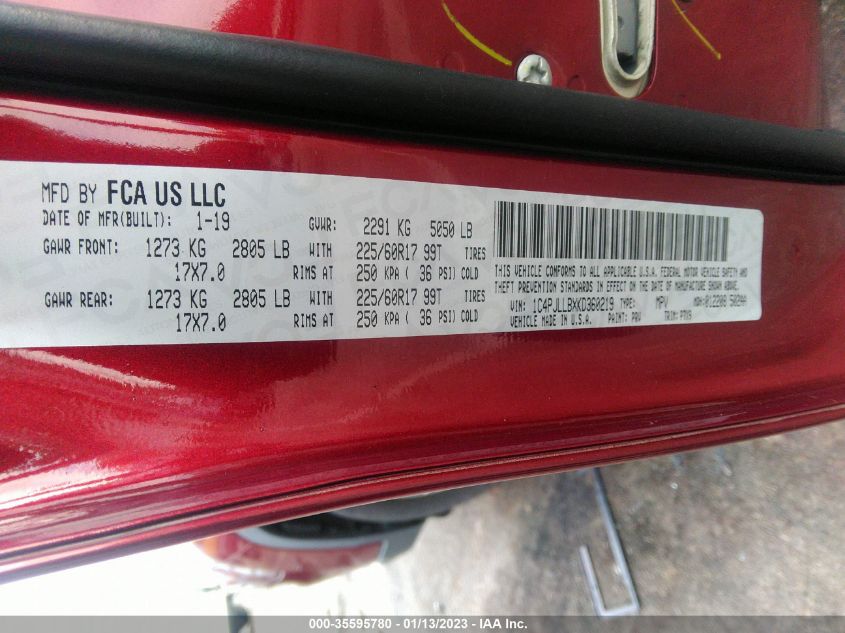 MFD BY FCA US LLC
DATE OF MFR(BUILT): 1-19 GVWR: 2291 KG 5050 LB
GAWR FRONT: 1273 KG 2805 LB WITH 225/60R17 99T TIRES
17X7.0 RIMS AT 250 KPA ( 36 PSI) COLD
GAWR REAR: 1273 KG 2805 LB WITH 225/60R17 99T TIRES
17X7.0 RIMS AT 250 KPA ( 36 PSI) COLD
THIS VEHICLE CONFORMS TO ALL APPLICABLE U.S.A. FEDERAL MOTOR VEHICLE SAFETY AND
THEFT PREVENTION STANDARDS IN EFFECT ON THE DATE OF MANUFACTURE SHOWN ABOVE.
VIN: 1C4PJLLBXKD360219 TYPE: MPV MDH: 012209 502AA
VEHICLE MADE IN U.S.A. PAINT: PRV TRIM:
000-35595780 — 01/13/2023 — IAA Inc.